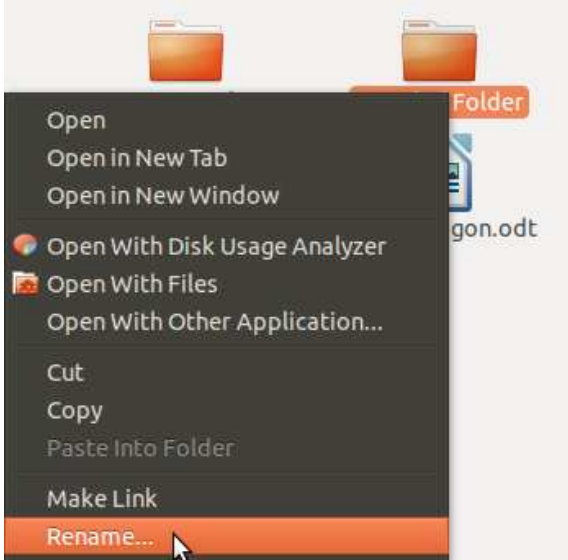 Folder
gon.odt
Open
Open in New Tab
Open in New Window
Open With Disk Usage Analyzer
Open With Files
Open With Other Application...
Cut
Copy
Paste Into Folder
Make Link
Rename...